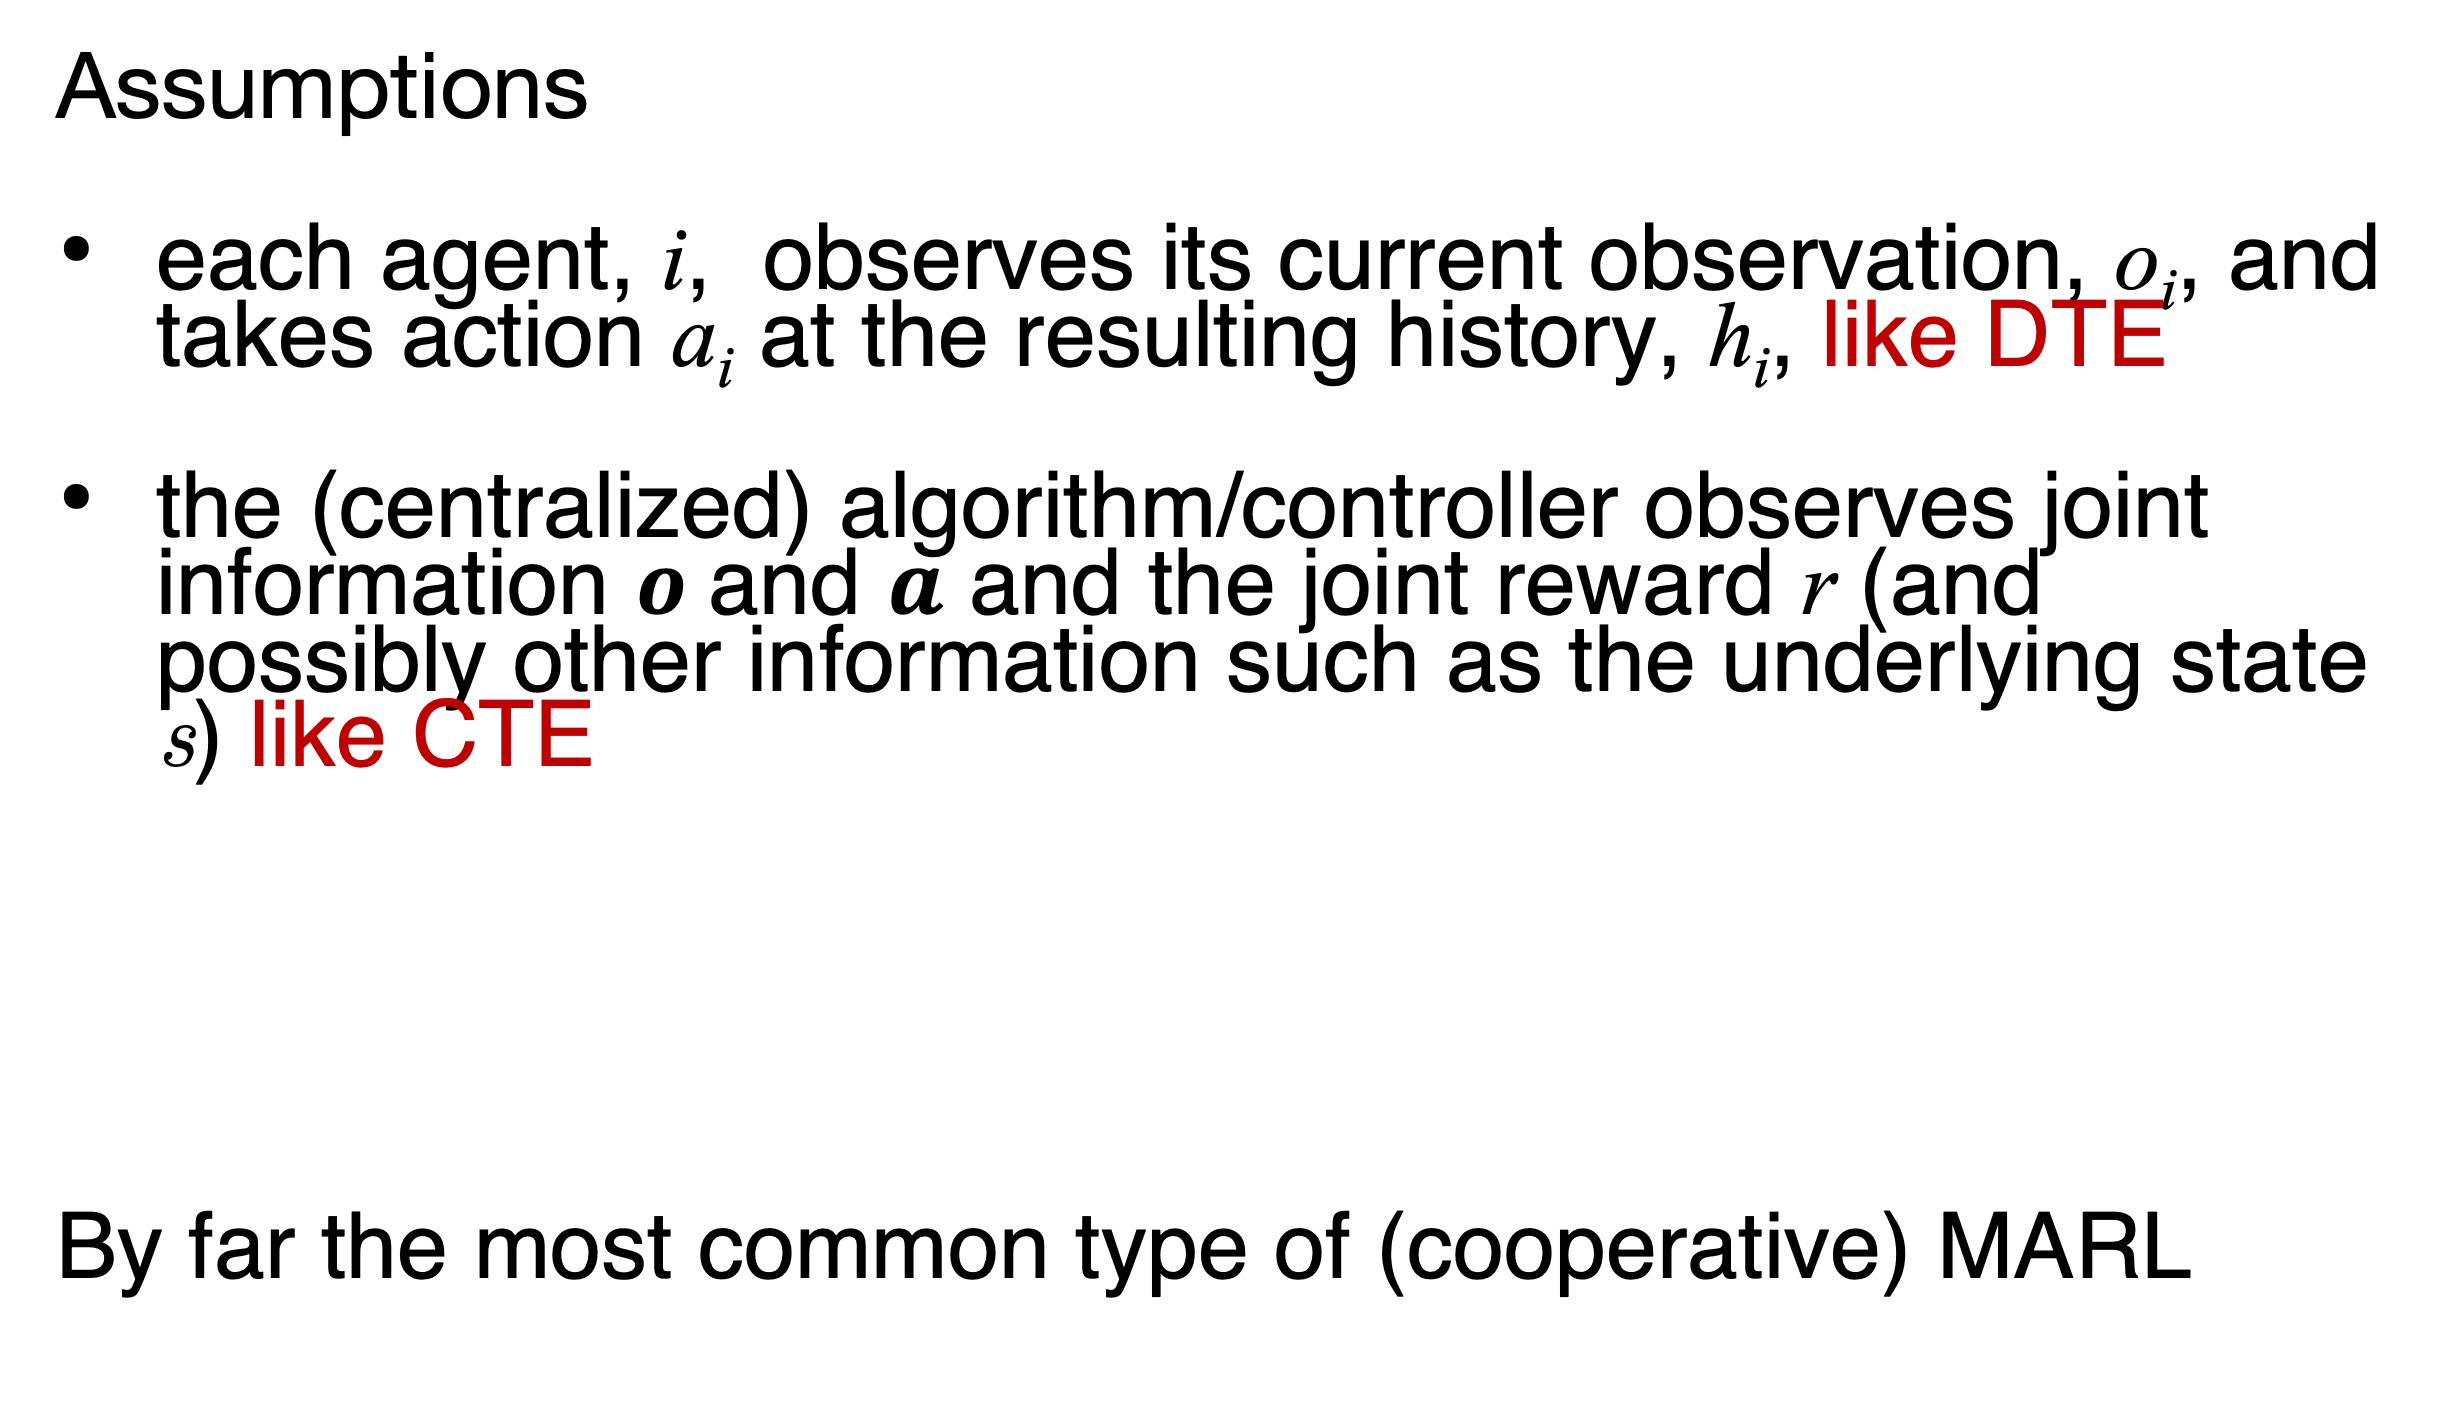 Assumptions
• each agent, i,  observes its current observation, oᵢ, and
takes action aᵢ at the resulting history, hᵢ, like DTE
• the (centralized) algorithm/controller observes joint
information o and a and the joint reward r (and
possibly other information such as the underlying state
s) like CTE
By far the most common type of (cooperative) MARL